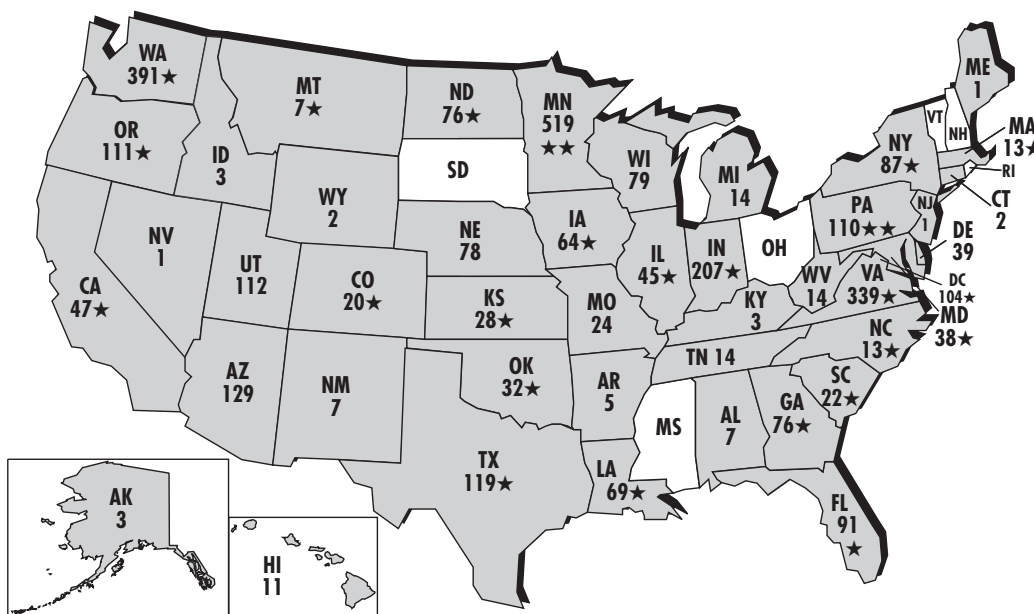 WA
391★
OR
111★
CA
47★
ID
3
NV
1
MT
7★
WY
2
UT
112
AZ
129
CO
20★
NM
7
ND
76★
SD
NE
78
KS
28★
OK
32★
TX
119★
MN
519
★★
IA
64★
MO
24
AR
5
LA
69★
WI
79
IL
45★
MS
MI
14
IN
207★
KY
3
TN 14
AL
7
OH
WV
14
GA
76★
FL
91
★
SC
22★
NC
13★
VA
339★
PA
110★★
NY
87★
VT
NH
ME
1
MA
13★
RI
CT
2
NJ
1
DE
39
DC
104★
MD
38★
AK
3
HI
11